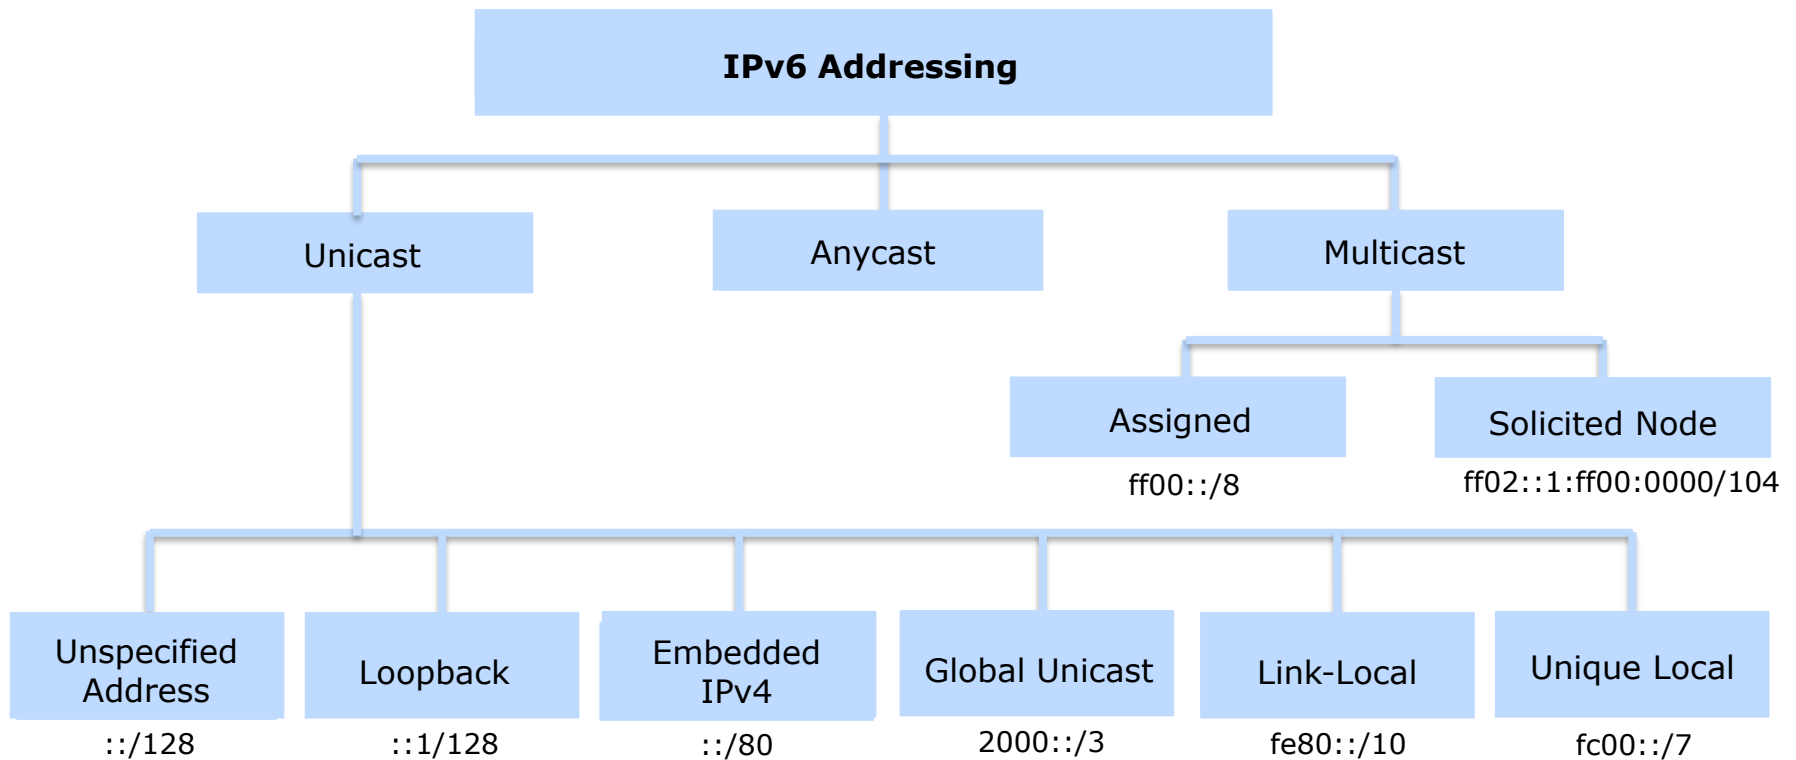 IPv6 Addressing
Unicast
Anycast
Multicast
Assigned
Solicited Node
ff00::/8
ff02::1:ff00:0000/104
Unspecified
Address
Loopback
Embedded
IPv4
Global Unicast
Link-Local
Unique Local
::/128
::1/128
::/80
2000::/3
fe80::/10
fc00::/7